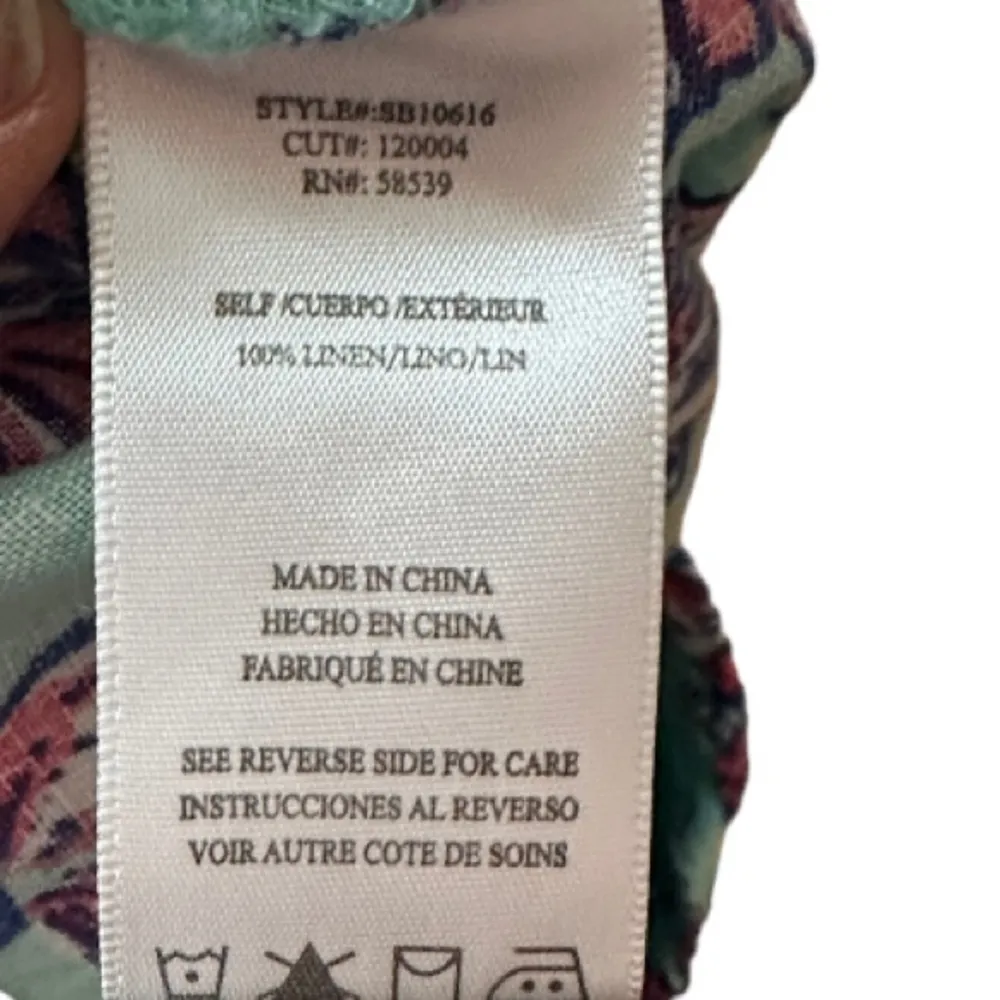 STYLE#:SB10616
CUT#: 120004
RN#: 58539
SELF /CUERPO /EXTÉRIEUR
100% LINEN/LINO/LIN
MADE IN CHINA
HECHO EN CHINA
FABRIQUÉ EN CHINE
SEE REVERSE SIDE FOR CARE
INSTRUCCIONES AL REVERSO
VOIR AUTRE COTE DE SOINS